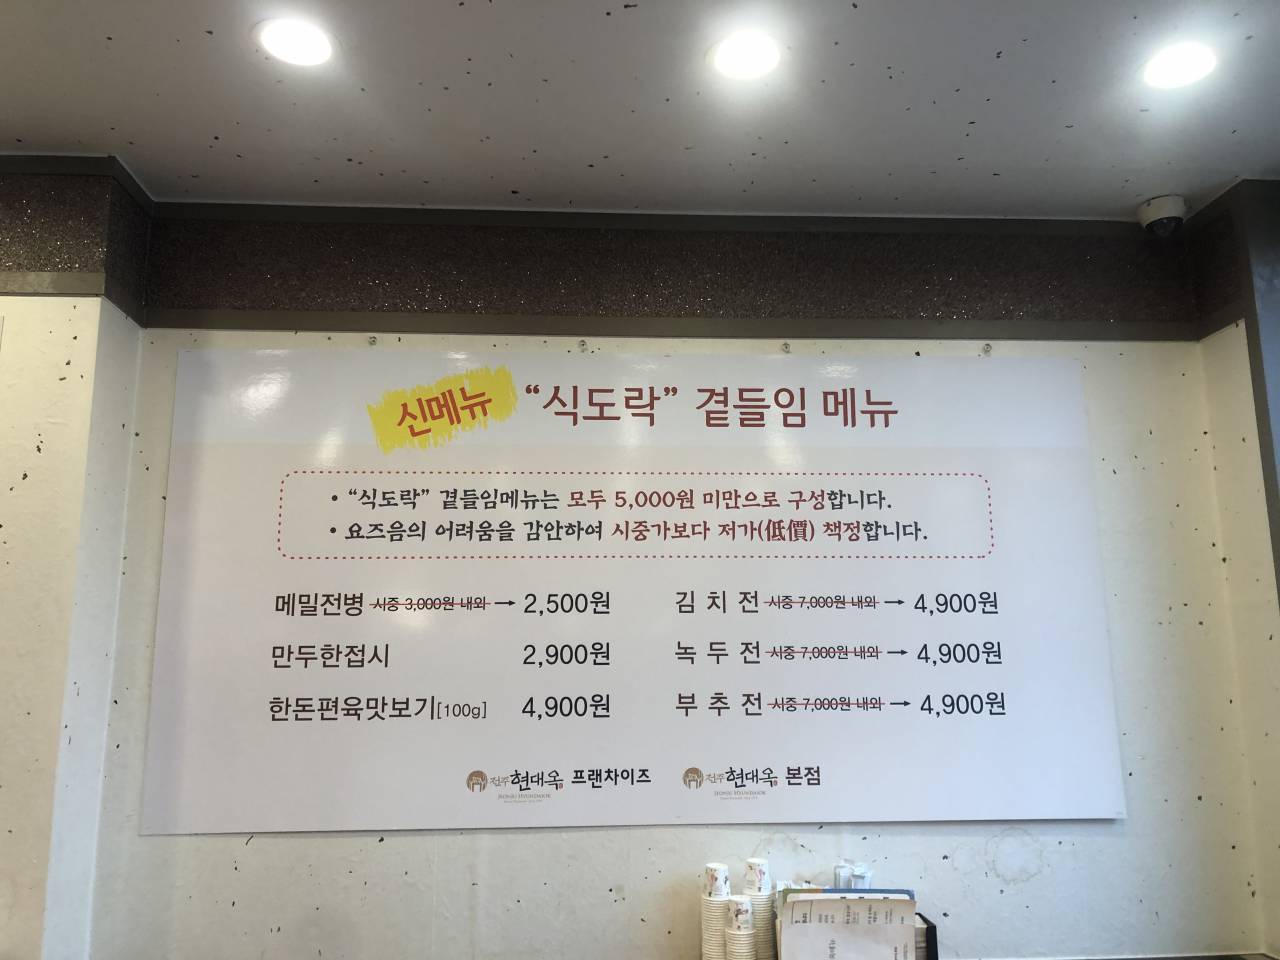 신메뉴 “식도락” 곁들임 메뉴
• “식도락” 곁들임메뉴는 모두 5,000원 미만으로 구성합니다.
• 요즈음의 어려움을 감안하여 시중가보다 저가(低價) 책정합니다.
메밀전병 시중 3,000원 내외 → 2,500원
만두한접시 2,900원
한돈편육맛보기[100g] 4,900원
김 치 전 시중 7,000원 내외 → 4,900원
녹 두 전 시중 7,000원 내외 → 4,900원
부 추 전 시중 7,000원 내외 → 4,900원
전주 현대옥 프랜차이즈
JEONJU HYUNDAIOK
전주 현대옥 본점
JEONJU HYUNDAIOK